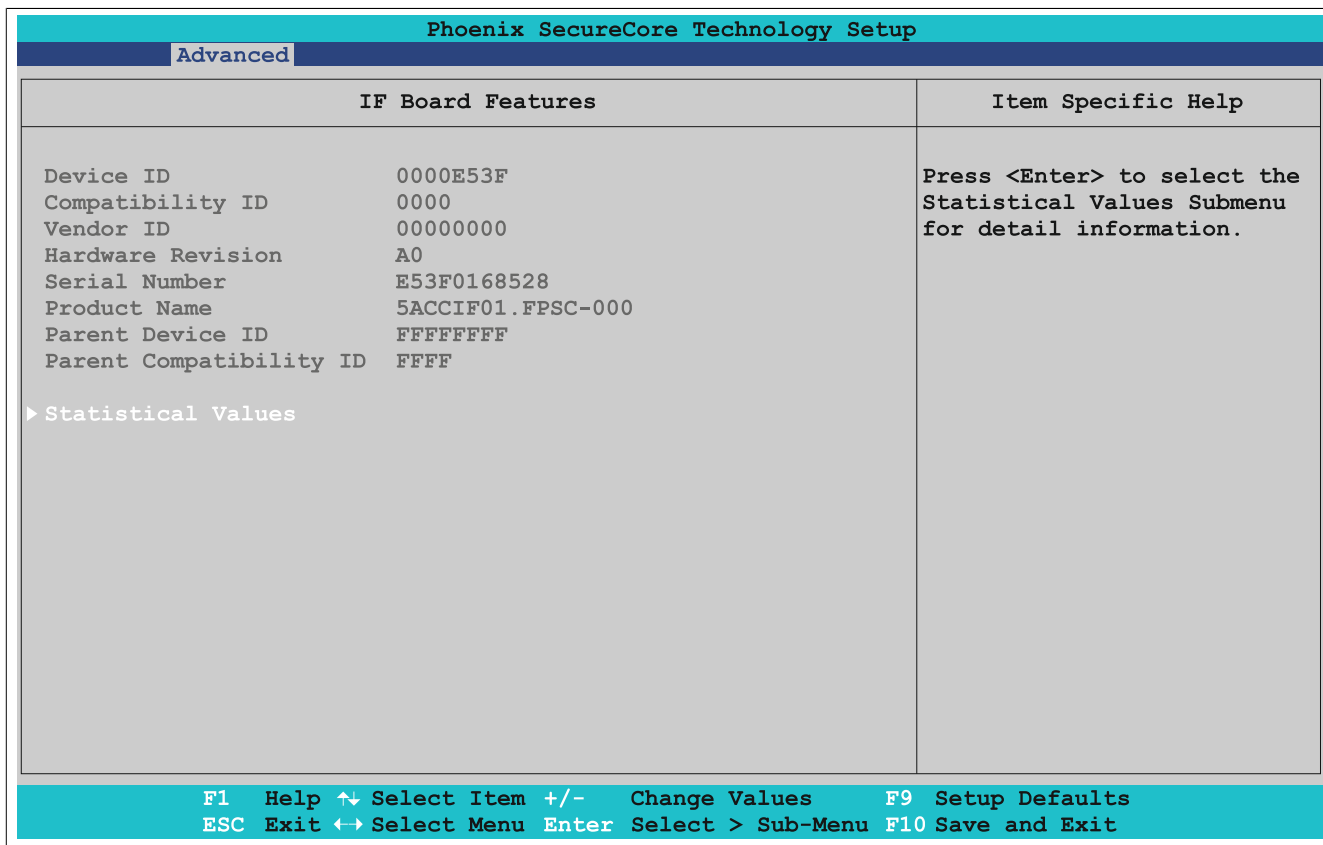 Phoenix SecureCore Technology Setup
Advanced
IF Board Features
Item Specific Help
Device ID 0000E53F
Compatibility ID 0000
Vendor ID 00000000
Hardware Revision A0
Serial Number E53F0168528
Product Name 5ACCIF01.FPSC-000
Parent Device ID FFFFFFFF
Parent Compatibility ID FFFF
Statistical Values
Press <Enter> to select the
Statistical Values Submenu
for detail information.
F1 Help ↑↓ Select Item +/- Change Values F9 Setup Defaults
ESC Exit ←→ Select Menu Enter Select > Sub-Menu F10 Save and Exit